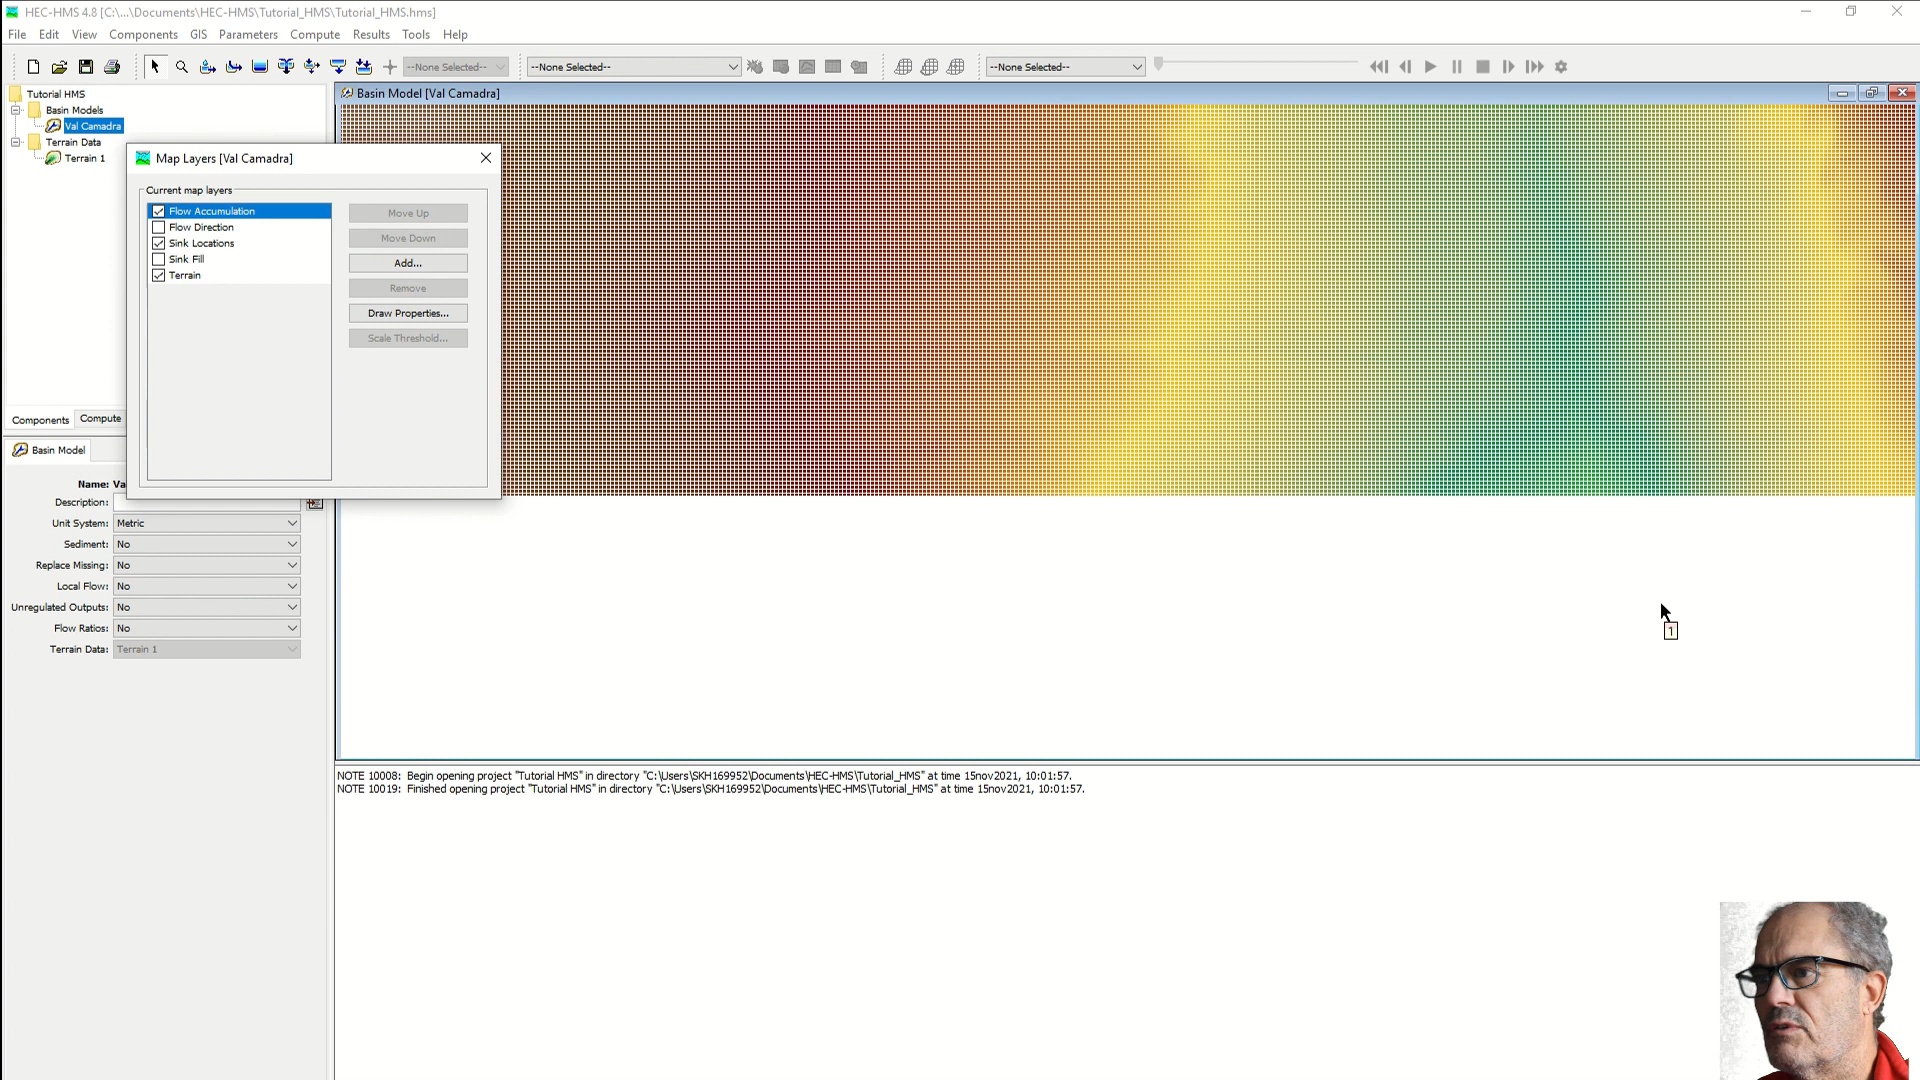 HEC-HMS 4.8 [C:\...\Documents\HEC-HMS\Tutorial_HMS\Tutorial_HMS.hms]
File Edit View Components GIS Parameters Compute Results Tools Help
--None Selected-- --None Selected-- --None Selected--
Tutorial HMS
Basin Models
Val Camadra
Terrain Data
Terrain 1
Basin Model [Val Camadra]
Map Layers [Val Camadra]
Current map layers
Flow Accumulation
Flow Direction
Sink Locations
Sink Fill
Terrain
Move Up
Move Down
Add...
Remove
Draw Properties...
Scale Threshold...
Components Compute
Basin Model
Name: Va
Description:
Unit System: Metric
Sediment: No
Replace Missing: No
Local Flow: No
Unregulated Outputs: No
Flow Ratios: No
Terrain Data: Terrain 1
1
NOTE 10008: Begin opening project "Tutorial HMS" in directory "C:\Users\SKH169952\Documents\HEC-HMS\Tutorial_HMS" at time 15nov2021, 10:01:57.
NOTE 10019: Finished opening project "Tutorial HMS" in directory "C:\Users\SKH169952\Documents\HEC-HMS\Tutorial_HMS" at time 15nov2021, 10:01:57.